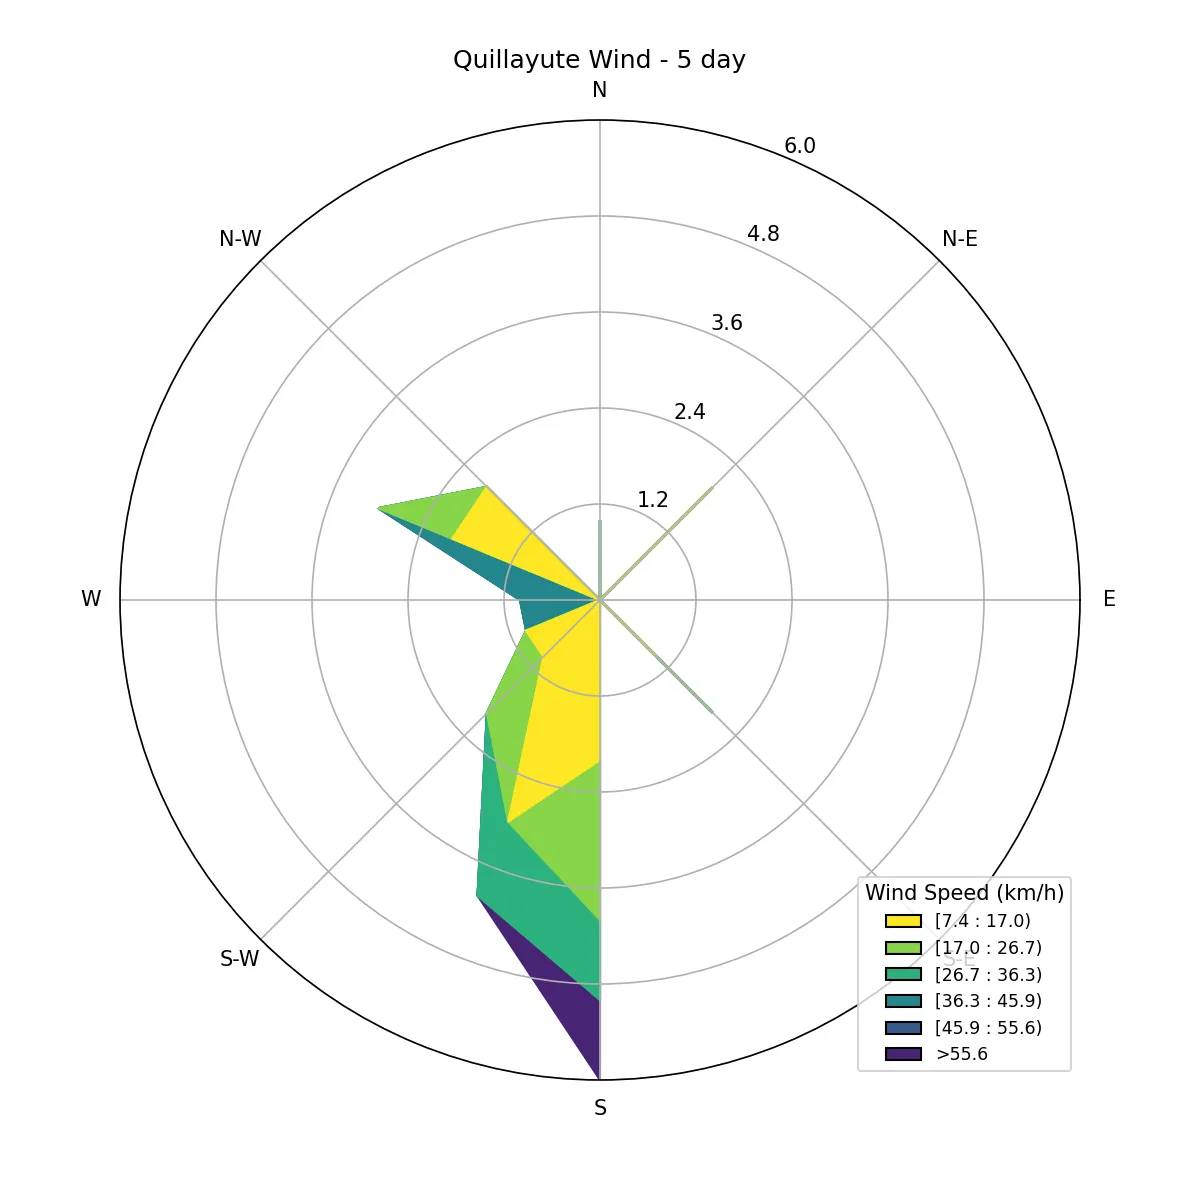 Quillayute Wind - 5 day
N
6.0
N-W
4.8
N-E
3.6
2.4
1.2
W
E
Wind Speed (km/h)
[7.4 : 17.0)
[17.0 : 26.7)
S-W
S-E
[26.7 : 36.3)
[36.3 : 45.9)
[45.9 : 55.6)
>55.6
S